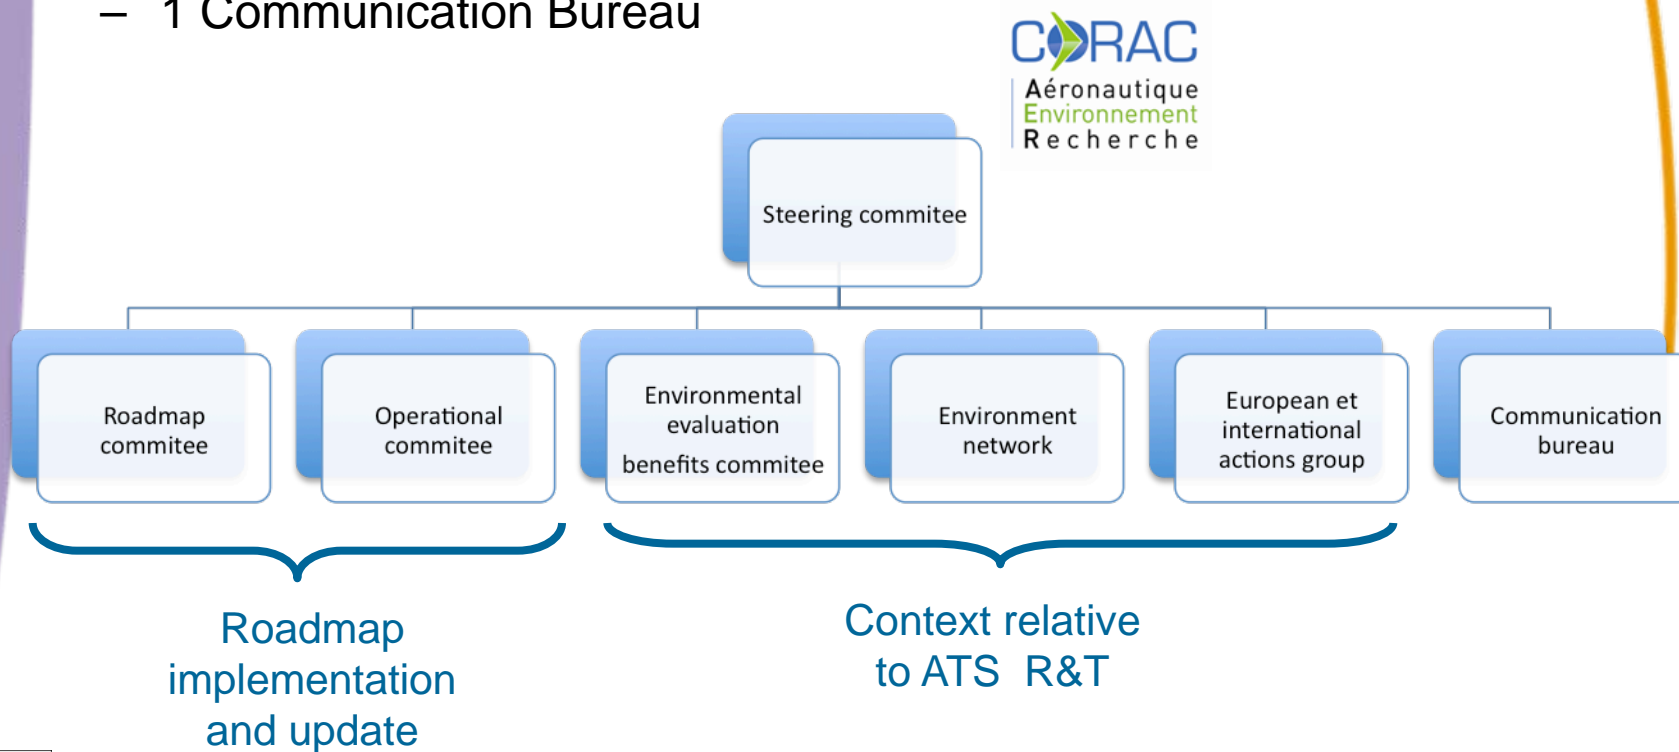 – 1 Communication Bureau
CORAC
Aéronautique
Environnement
Recherche
Steering commitee
Roadmap
commitee
Operational
commitee
Environmental
evaluation
benefits commitee
Environment
network
European et
international
actions group
Communication
bureau
Roadmap
implementation
and update
Context relative
to ATS R&T